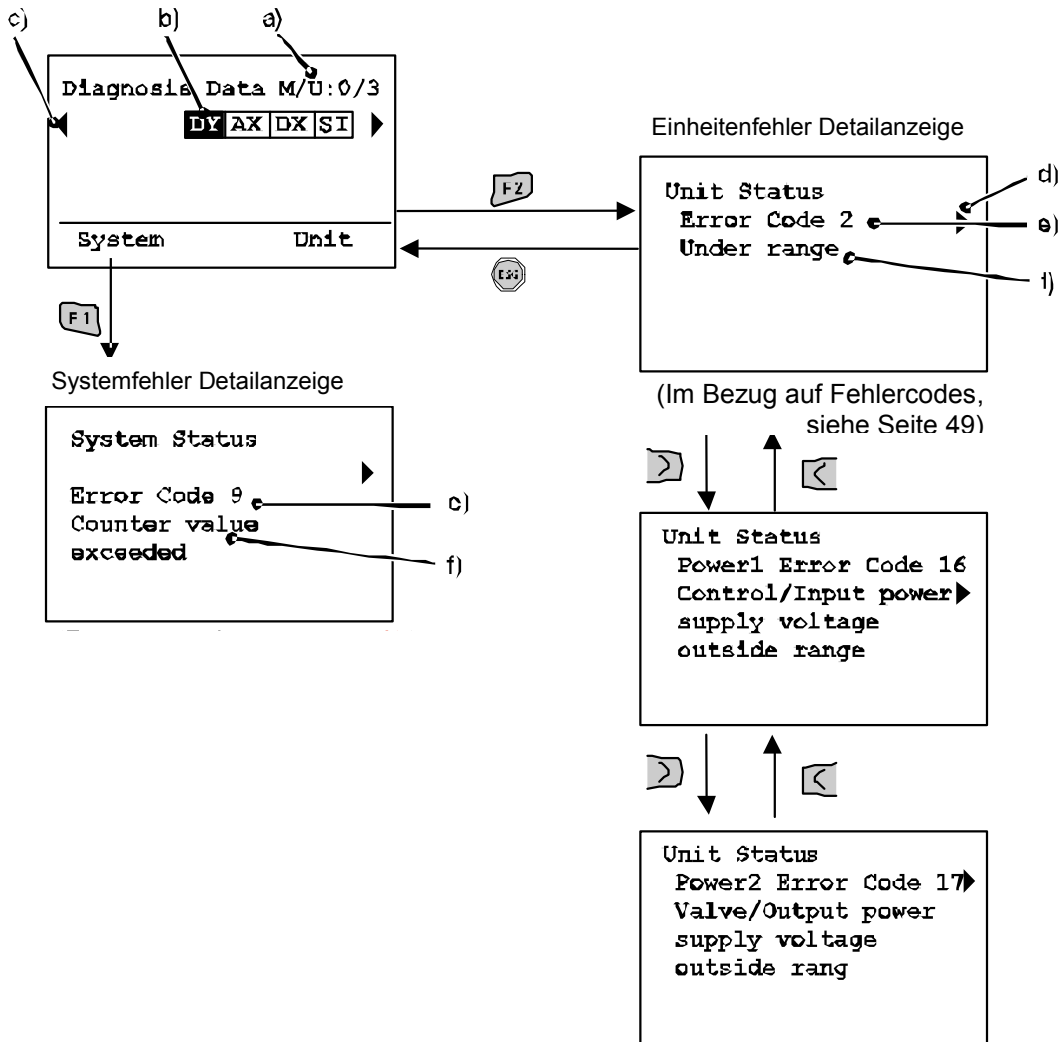 c)
b)
a)
Diagnosis Data M/U:0/3
DY AX DX SI
System Unit
F2
ESC
F1
Einheitenfehler Detailanzeige
Unit Status
Error Code 2
Under range
d)
e)
f)
(Im Bezug auf Fehlercodes,
siehe Seite 49)
Systemfehler Detailanzeige
System Status
Error Code 9
Counter value
exceeded
e)
f)
Unit Status
Power1 Error Code 16
Control/Input power
supply voltage
outside range
Unit Status
Power2 Error Code 17
Valve/Output power
supply voltage
outside rang